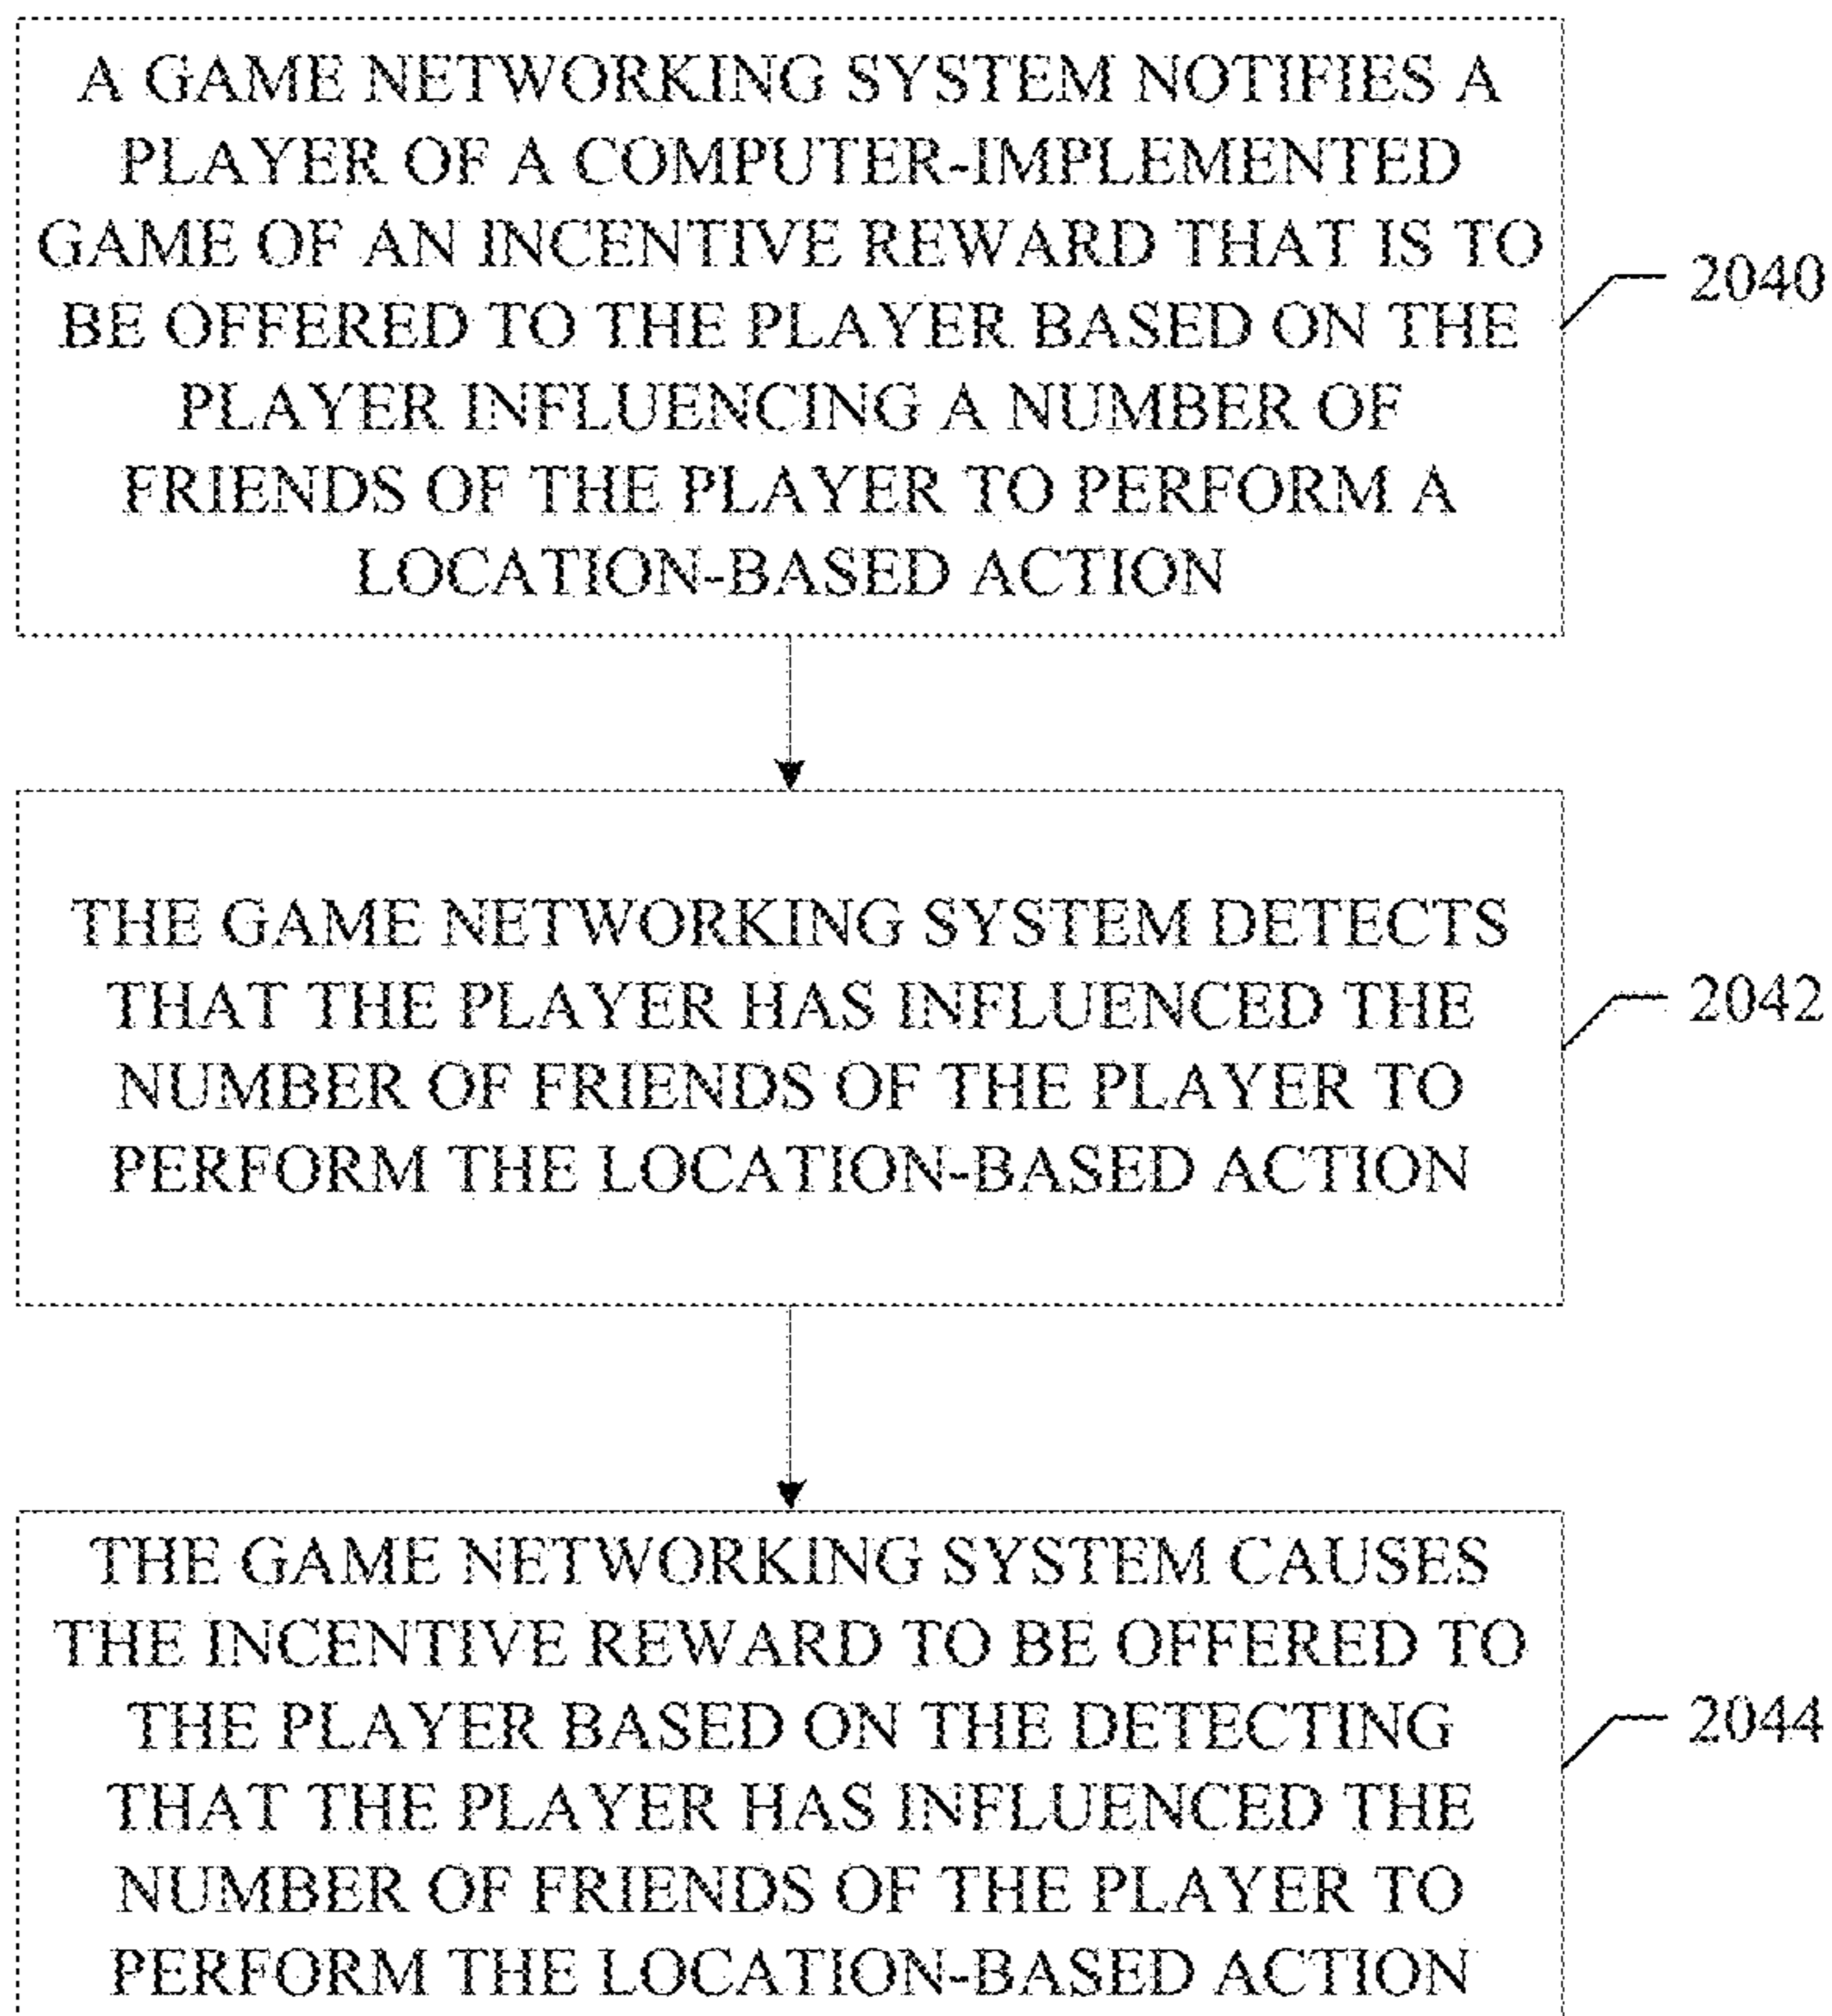 A GAME NETWORKING SYSTEM NOTIFIES A
PLAYER OF A COMPUTER-IMPLEMENTED
GAME OF AN INCENTIVE REWARD THAT IS TO
BE OFFERED TO THE PLAYER BASED ON THE
PLAYER INFLUENCING A NUMBER OF
FRIENDS OF THE PLAYER TO PERFORM A
LOCATION-BASED ACTION
2040
THE GAME NETWORKING SYSTEM DETECTS
THAT THE PLAYER HAS INFLUENCED THE
NUMBER OF FRIENDS OF THE PLAYER TO
PERFORM THE LOCATION-BASED ACTION
2042
THE GAME NETWORKING SYSTEM CAUSES
THE INCENTIVE REWARD TO BE OFFERED TO
THE PLAYER BASED ON THE DETECTING
THAT THE PLAYER HAS INFLUENCED THE
NUMBER OF FRIENDS OF THE PLAYER TO
PERFORM THE LOCATION-BASED ACTION
2044